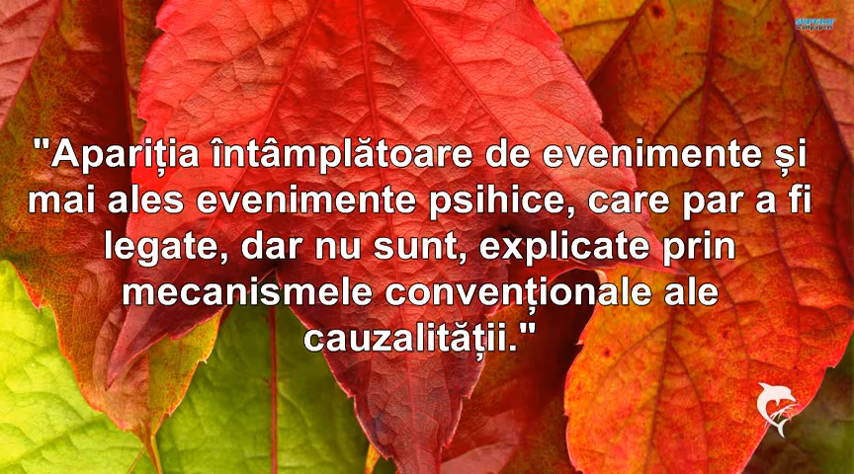 "Apariția întâmplătoare de evenimente și
mai ales evenimente psihice, care par a fi
legate, dar nu sunt, explicate prin
mecanismele convenționale ale
cauzalității."